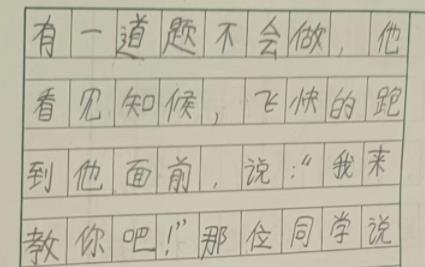 有一道题不会做，他
看见知候，飞快的跑
到他面前，说：“我来
教你吧！”那位同学说